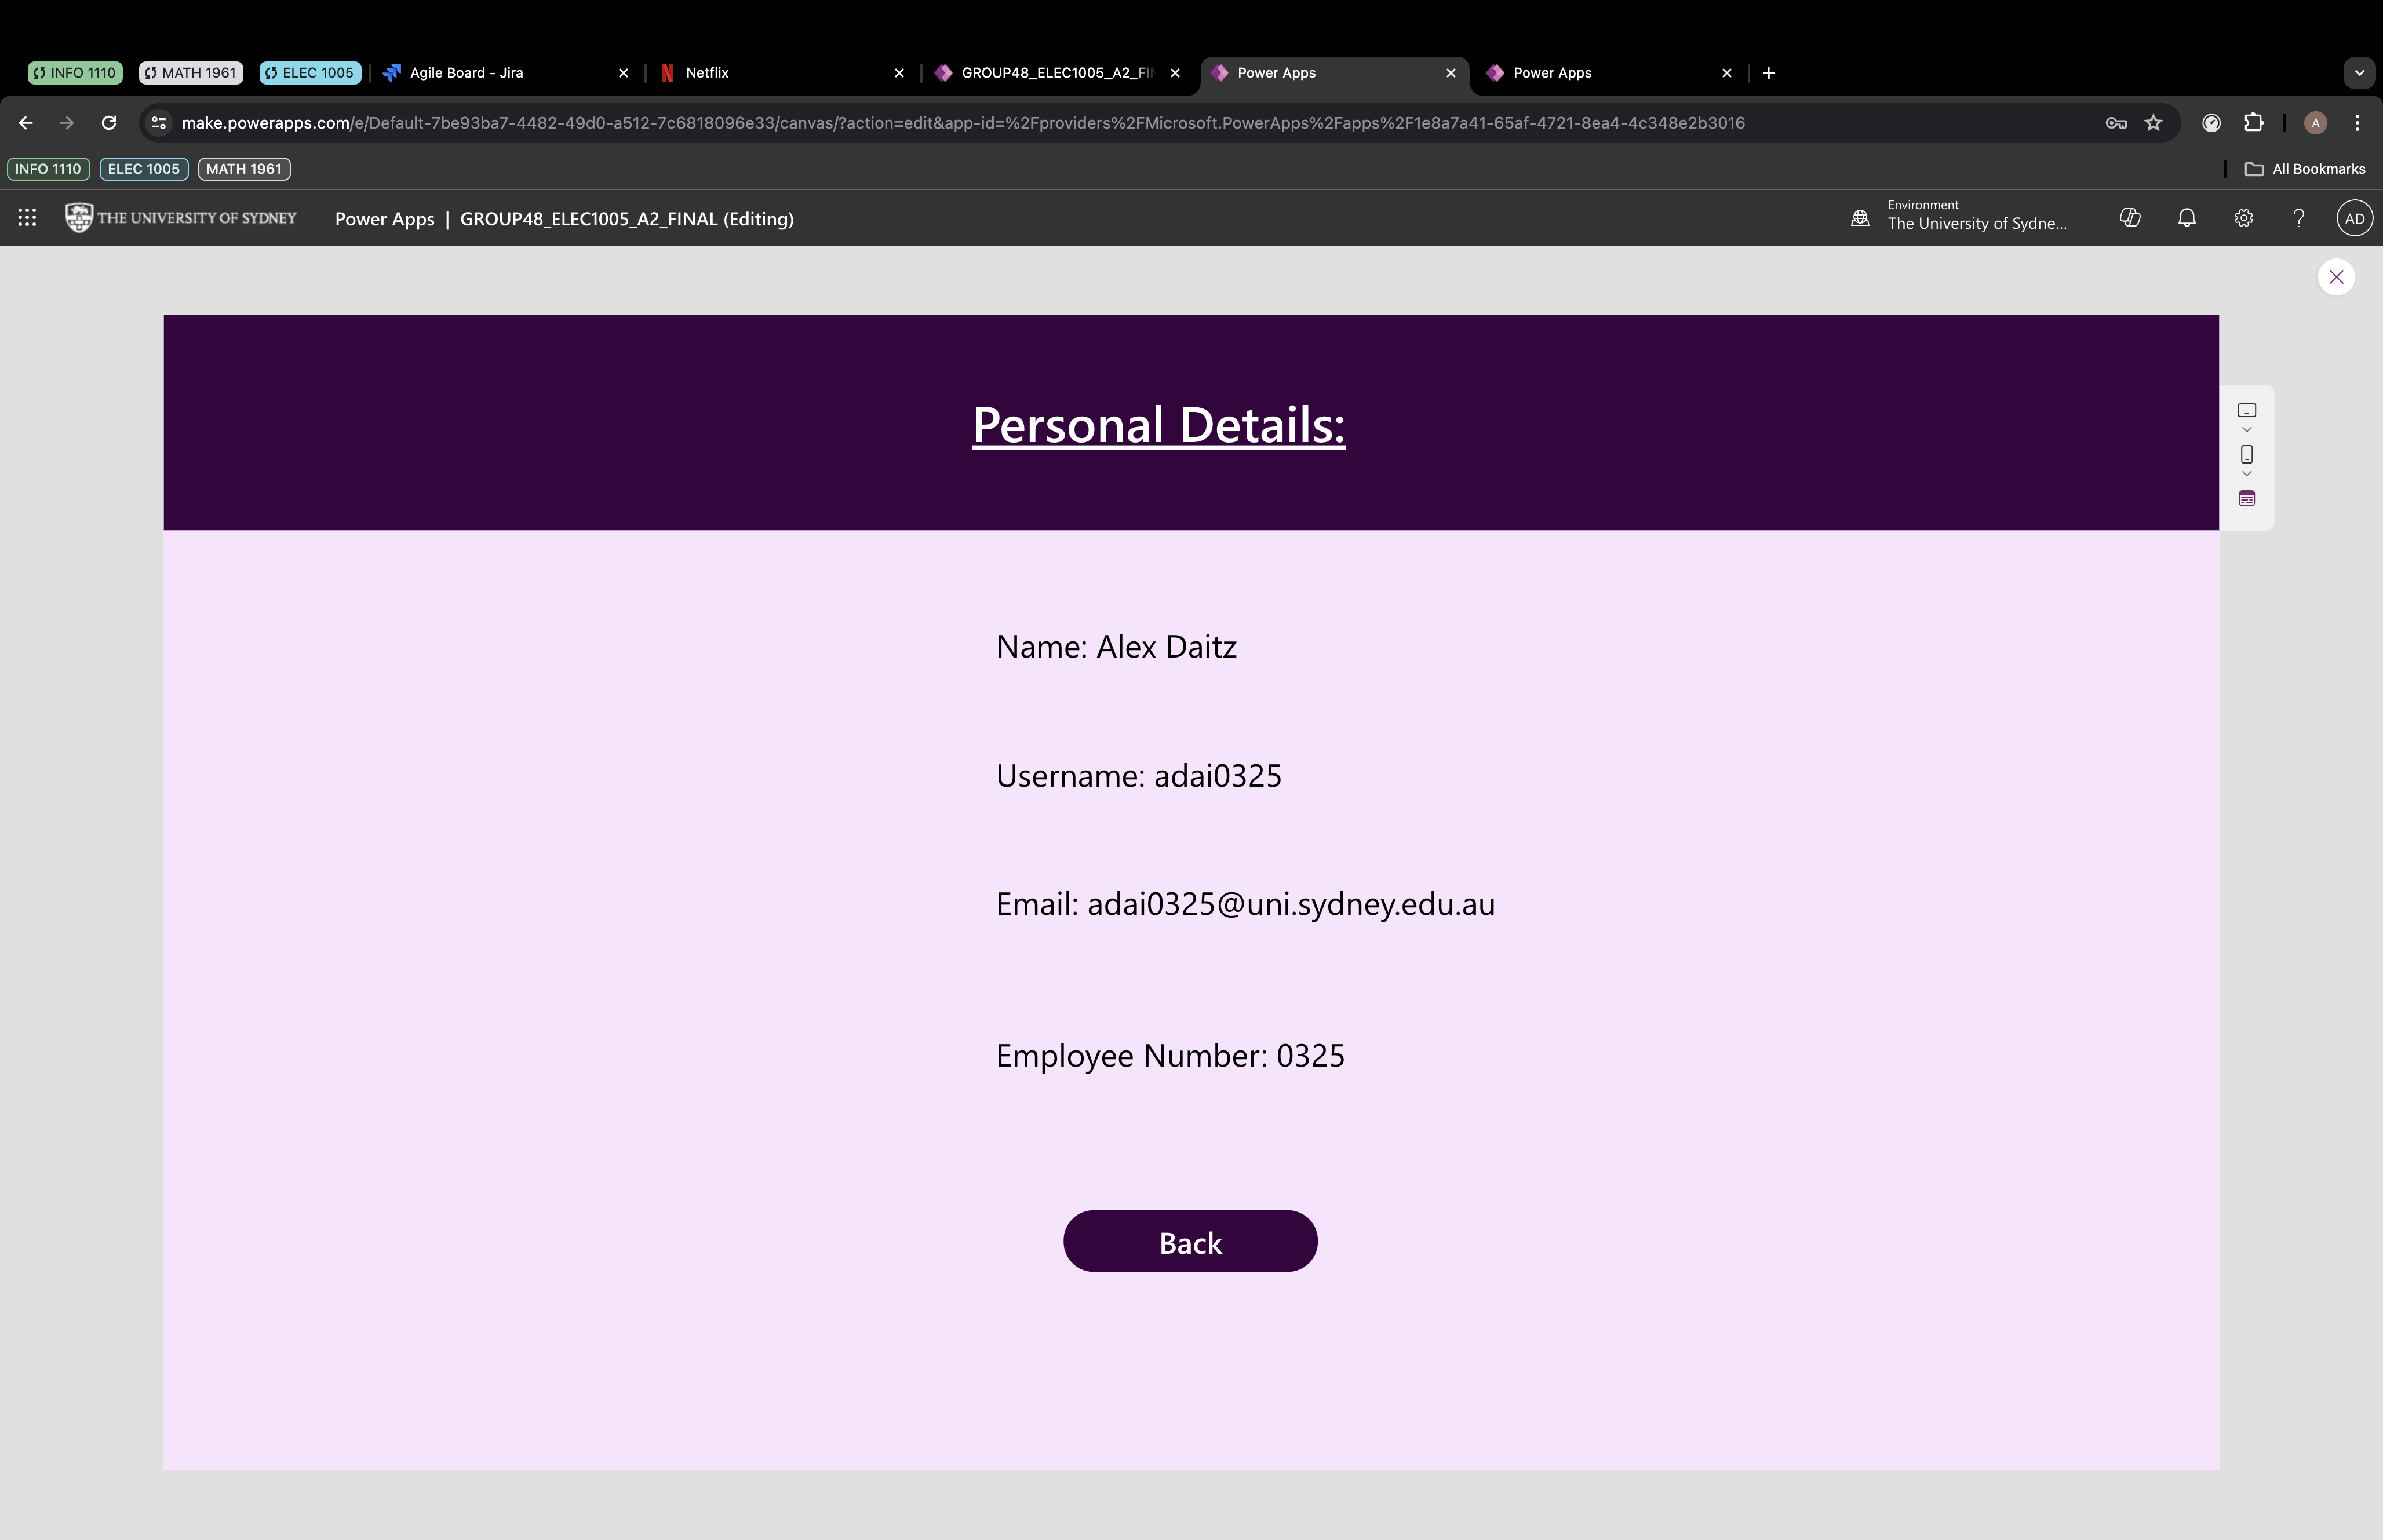 INFO 1110
MATH 1961
ELEC 1005
Agile Board - Jira
Netflix
GROUP48_ELEC1005_A2_FI
Power Apps
Power Apps
make.powerapps.com/e/Default-7be93ba7-4482-49d0-a512-7c6818096e33/canvas/?action=edit&app-id=%2Fproviders%2FMicrosoft.PowerApps%2Fapps%2F1e8a7a41-65af-4721-8ea4-4c348e2b3016
A
INFO 1110
ELEC 1005
MATH 1961
All Bookmarks
THE UNIVERSITY OF SYDNEY
Power Apps | GROUP48_ELEC1005_A2_FINAL (Editing)
Environment
The University of Sydne...
AD
Personal Details:
Name: Alex Daitz
Username: adai0325
Email: adai0325@uni.sydney.edu.au
Employee Number: 0325
Back